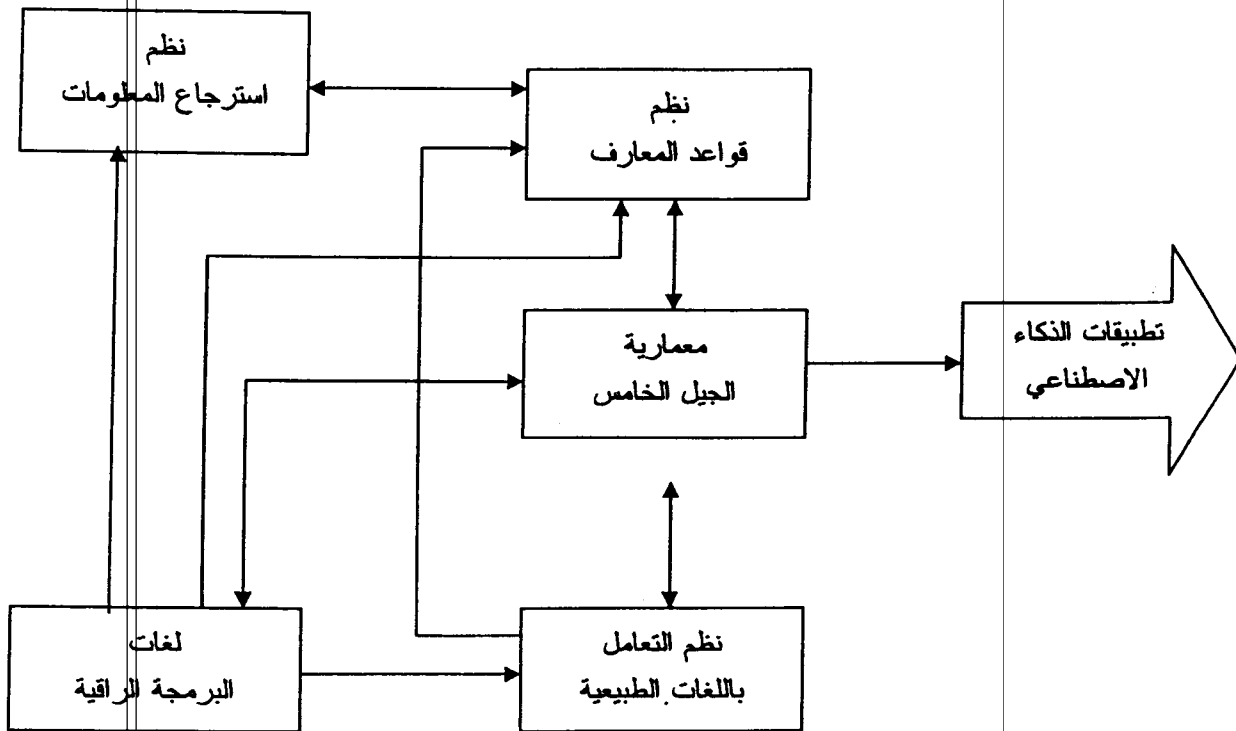 نظم
استرجاع المعلومات
نظم
قواعد المعارف
معمارية
الجيل الخامس
تطبيقات الذكاء
الاصطناعي
لغات
البرمجة الراقية
نظم التعامل
باللغات الطبيعية